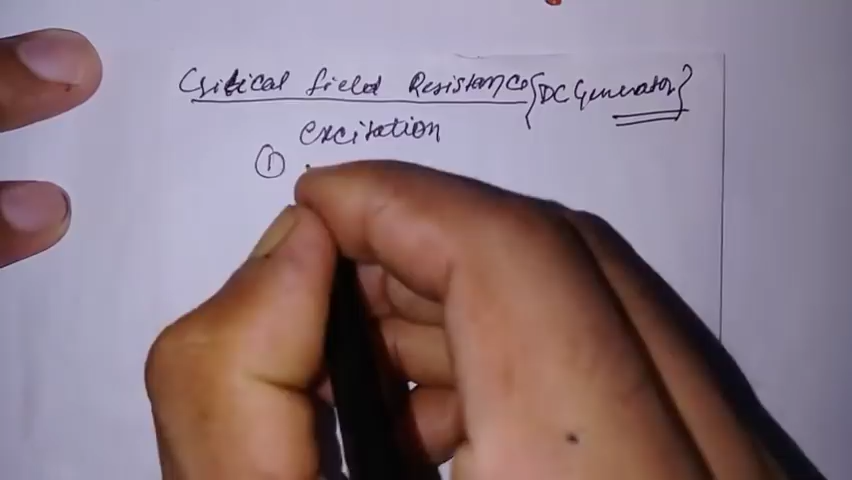 Critical field Resistance {DC Generator}
excitation
①